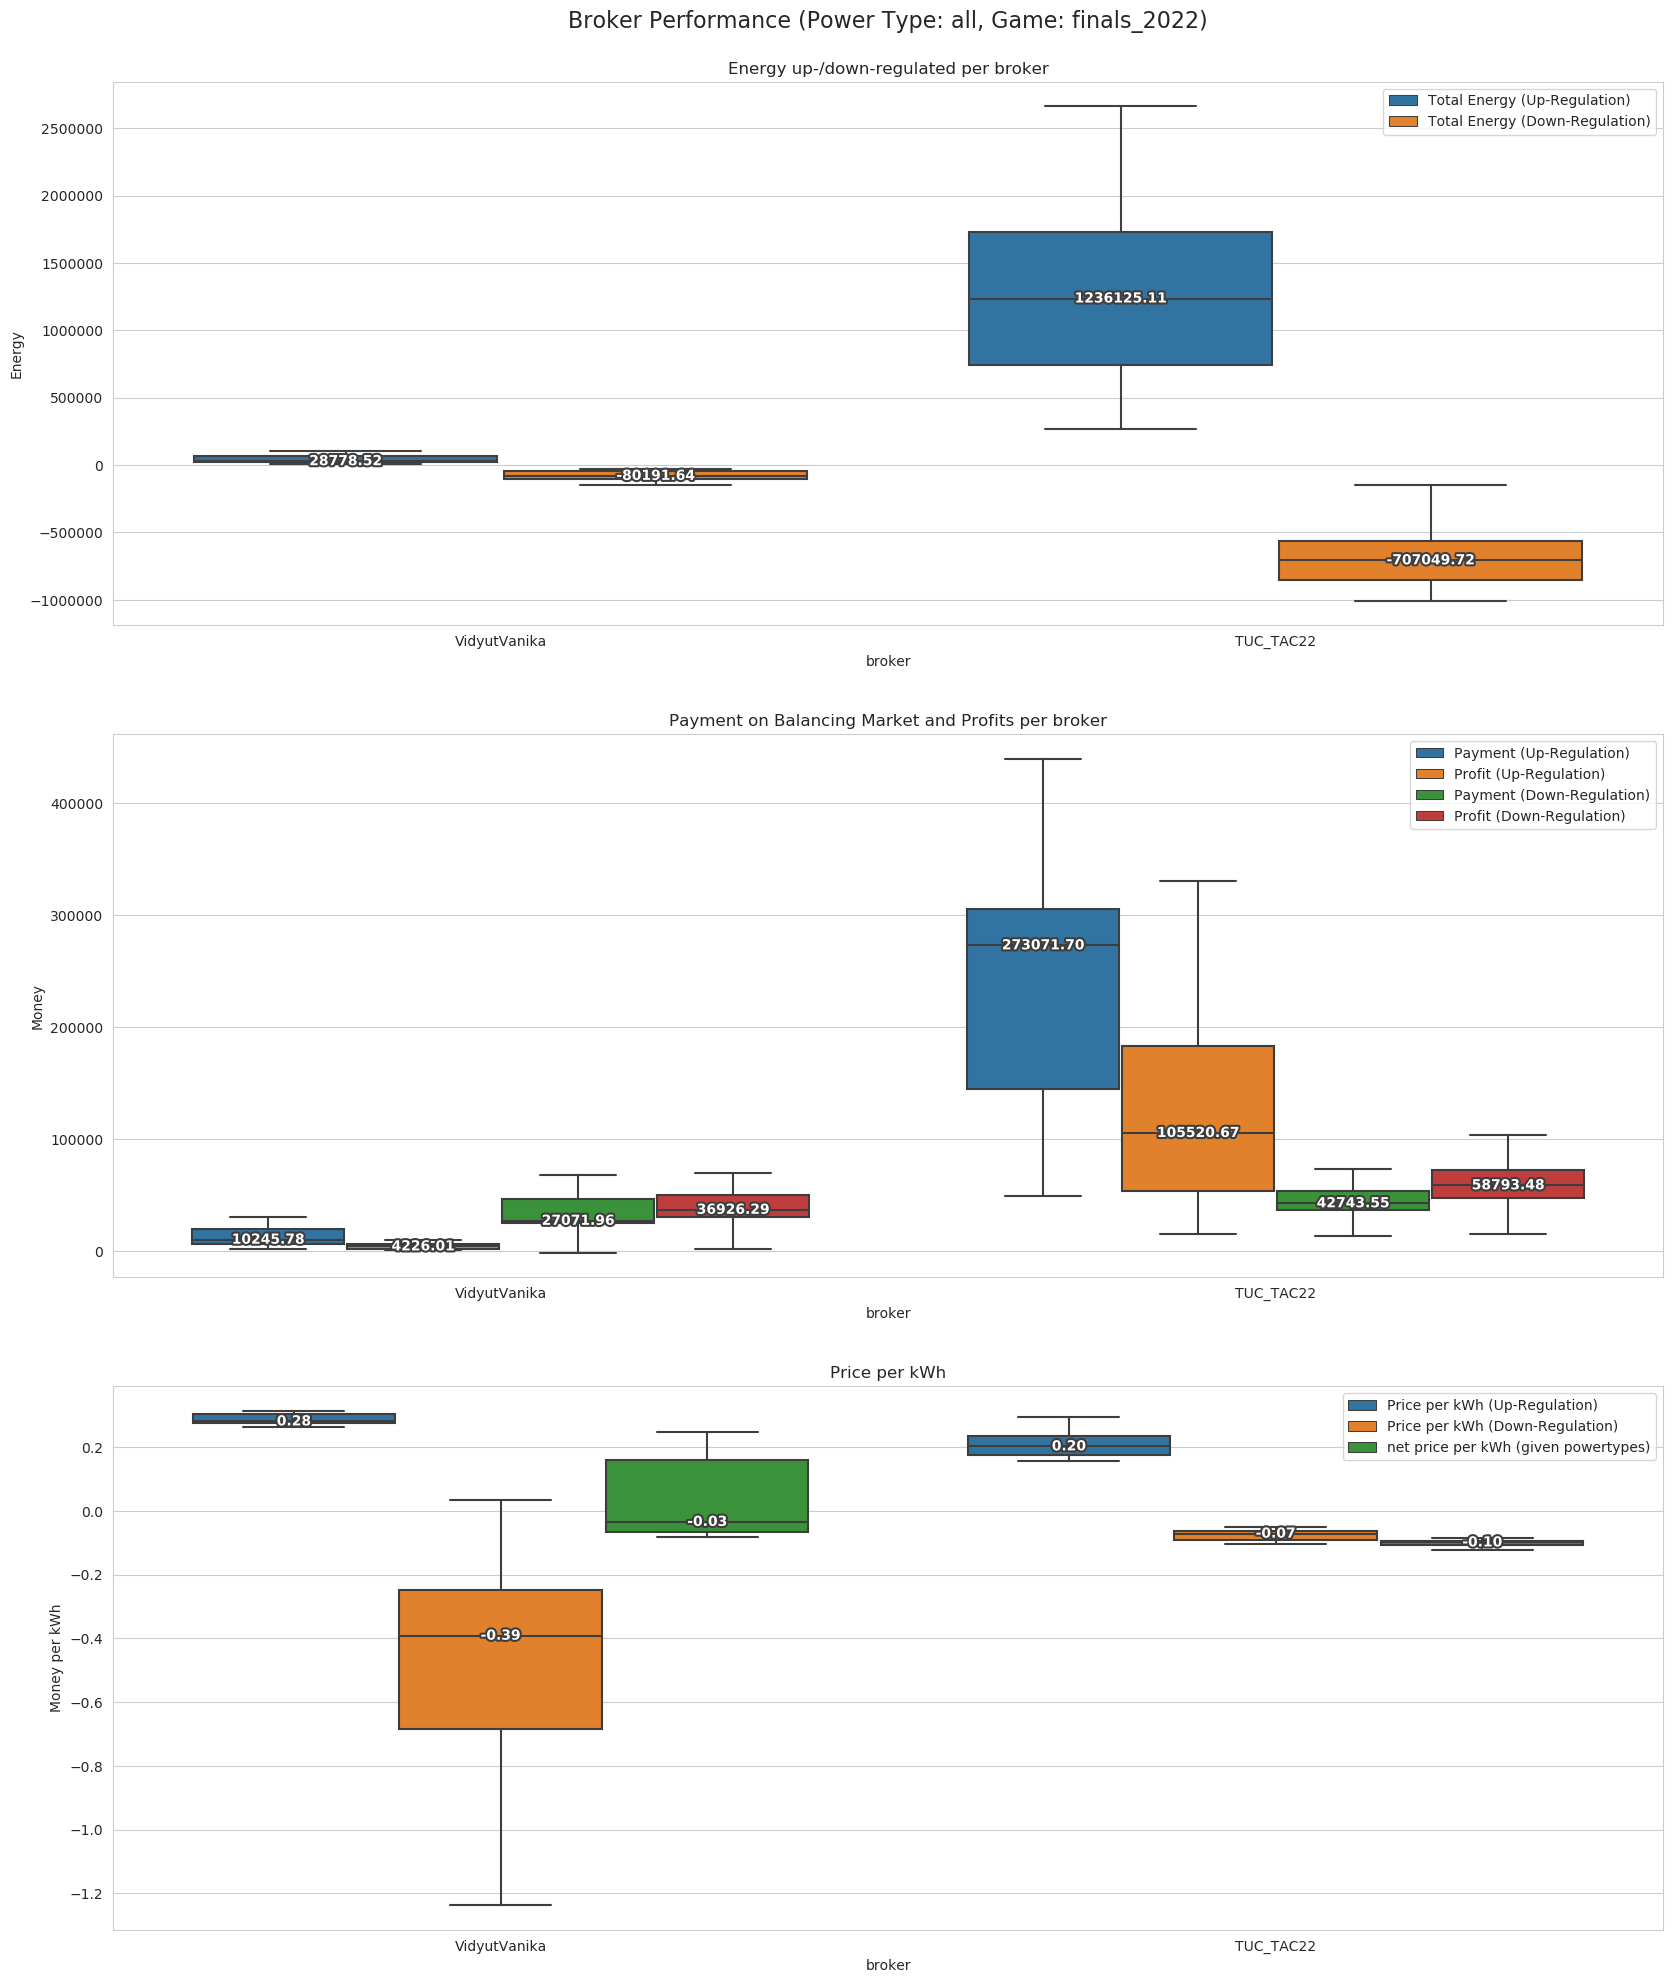 Broker Performance (Power Type: all, Game: finals_2022)
Energy up-/down-regulated per broker
Total Energy (Up-Regulation)
Total Energy (Down-Regulation)
2500000
2000000
1500000
1000000
500000
0
−500000
−1000000
Energy
28778.52
-80191.64
1236125.11
-707049.72
VidyutVanika
TUC_TAC22
broker
Payment on Balancing Market and Profits per broker
Payment (Up-Regulation)
Profit (Up-Regulation)
Payment (Down-Regulation)
Profit (Down-Regulation)
400000
300000
200000
100000
0
Money
10245.78
4226.01
27071.96
36926.29
273071.70
105520.67
42743.55
58793.48
VidyutVanika
TUC_TAC22
broker
Price per kWh
Price per kWh (Up-Regulation)
Price per kWh (Down-Regulation)
net price per kWh (given powertypes)
0.2
0.0
−0.2
−0.4
−0.6
−0.8
−1.0
−1.2
Money per kWh
0.28
-0.39
-0.03
0.20
-0.07
-0.10
VidyutVanika
TUC_TAC22
broker